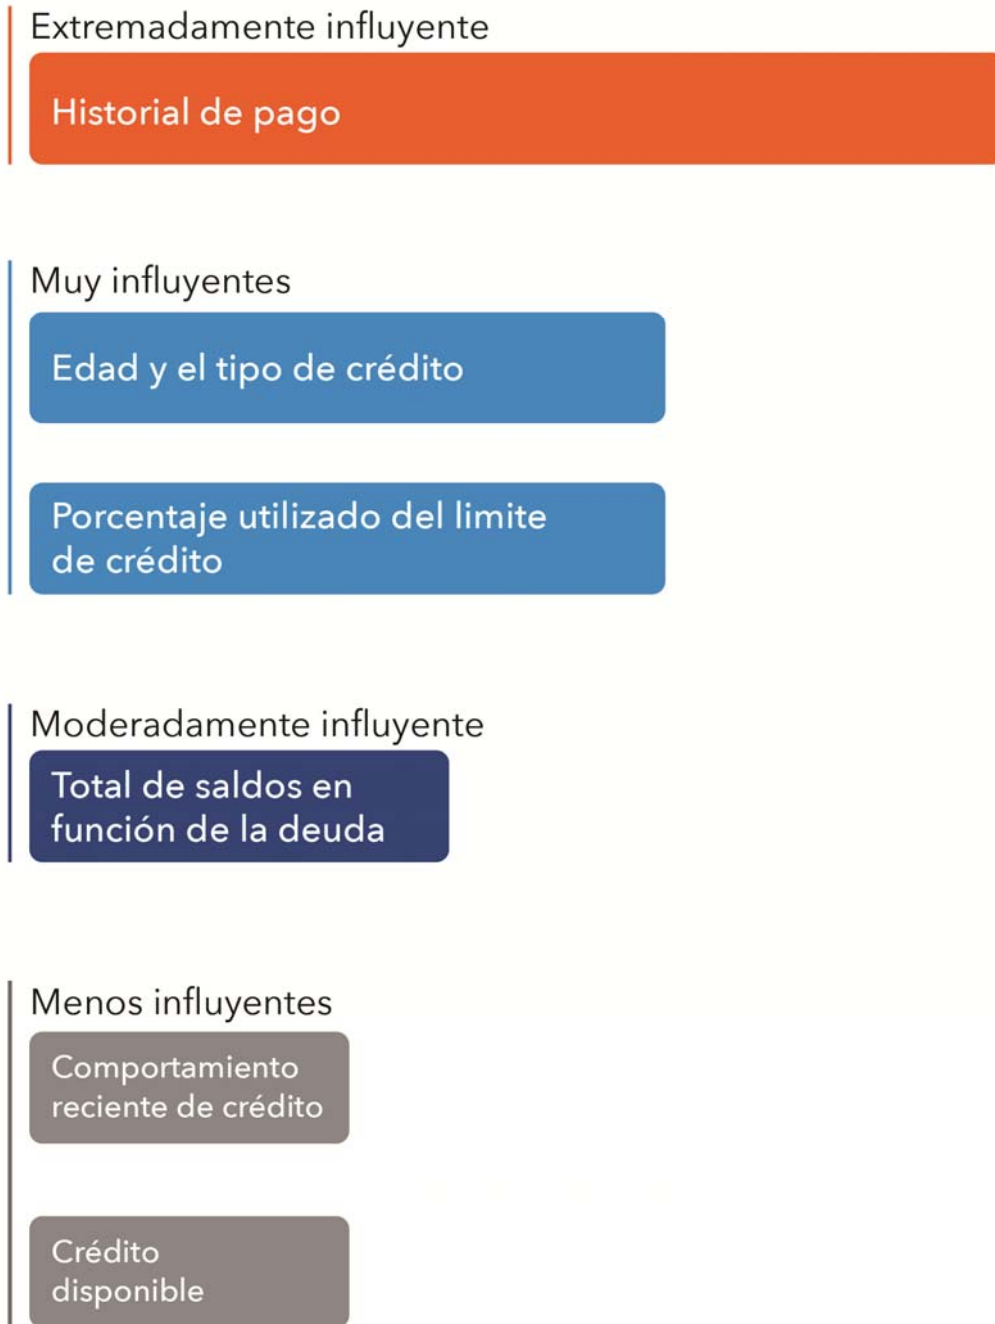 Extremadamente influyente
Historial de pago
Muy influyentes
Edad y el tipo de crédito
Porcentaje utilizado del limite
de crédito
Moderadamente influyente
Total de saldos en
función de la deuda
Menos influyentes
Comportamiento
reciente de crédito
Crédito
disponible